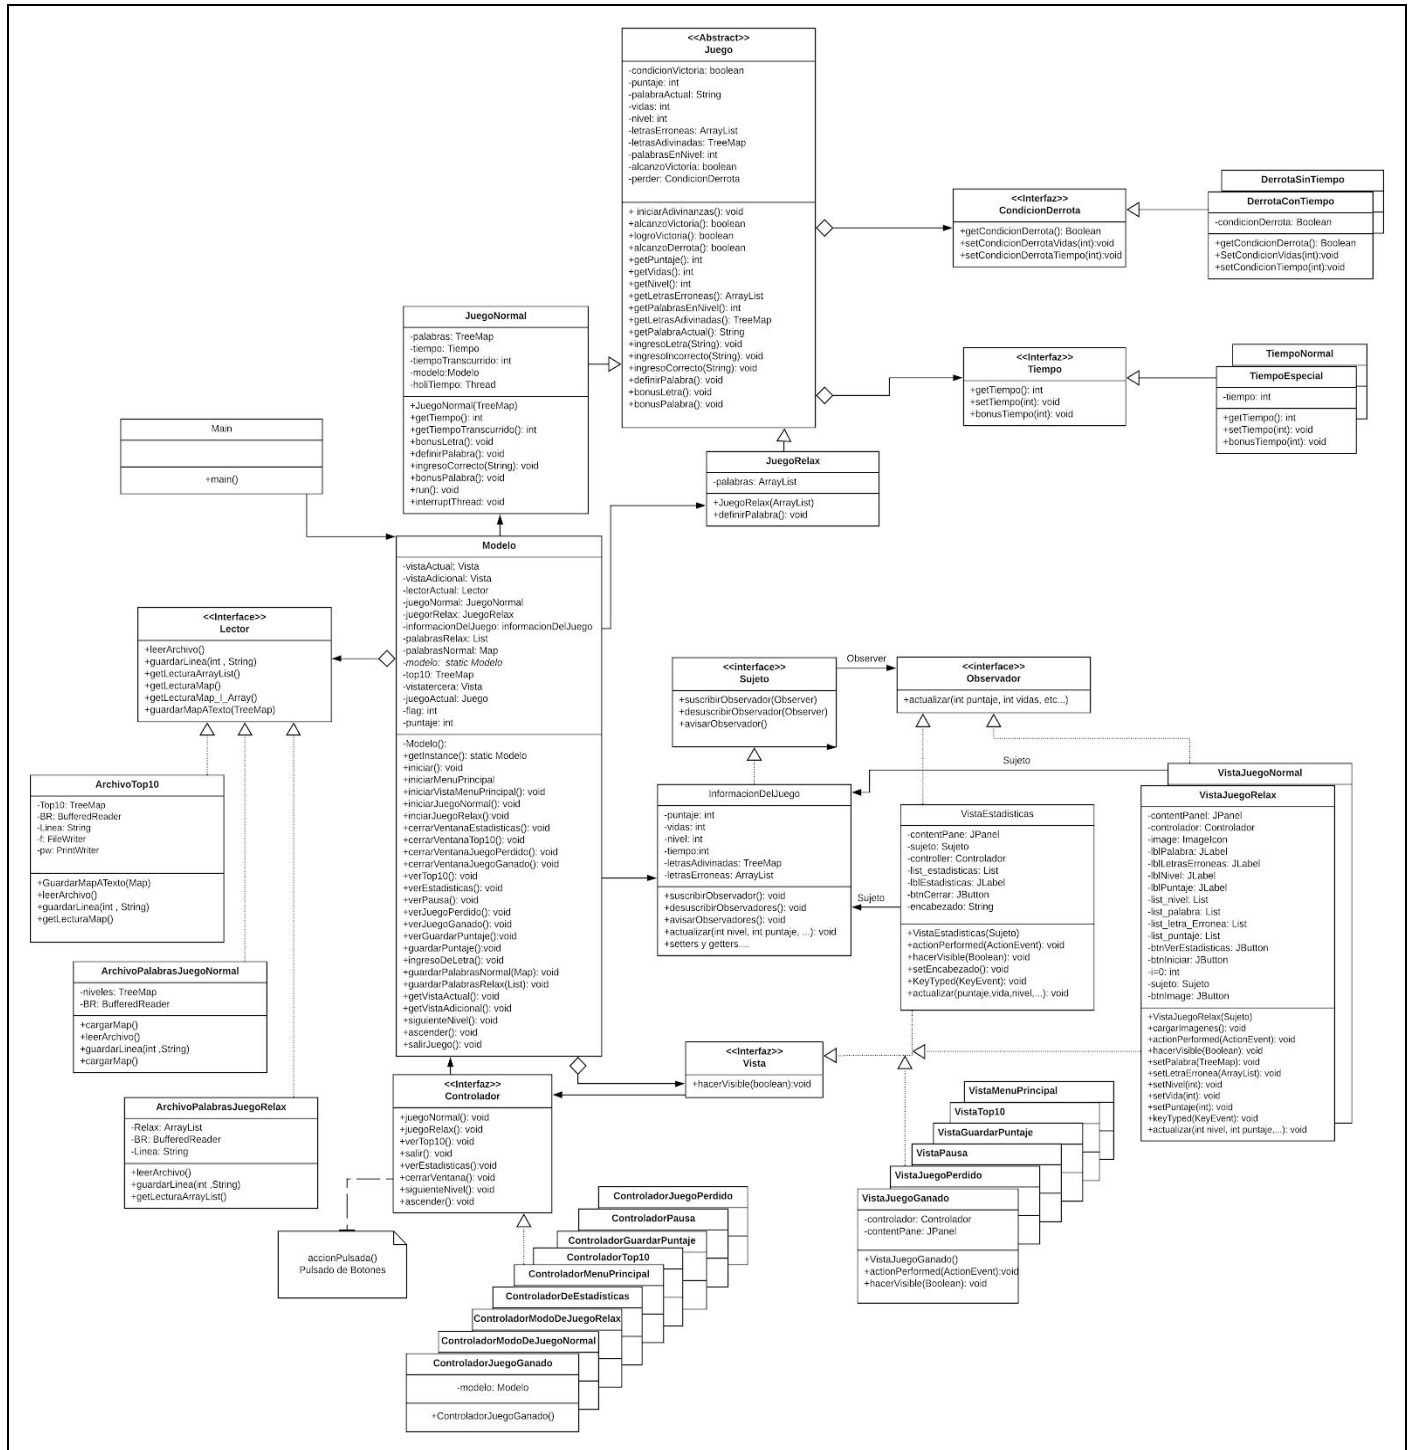 <<Abstract>>
Juego
-condicionVictoria: boolean
-puntaje: int
-palabraActual: String
-vidas: int
-nivel: int
-letrasErroneas: ArrayList
-letrasAdivinadas: TreeMap
-palabrasEnNivel: int
-alcanzoVictoria: boolean
-perder: CondicionDerrota
+ iniciarAdivinanzas(): void
+alcanzoVictoria(): boolean
+logroVictoria(): boolean
+alcanzoDerrota(): boolean
+getPuntaje(): int
+getVidas(): int
+getNivel(): int
+getLetrasErroneas(): ArrayList
+getPalabrasEnNivel(): int
+getLetrasAdivinadas(): TreeMap
+getPalabraActual(): String
+ingresoLetra(String): void
+ingresoIncorrecto(String): void
+ingresoCorrecto(String): void
+definirPalabra(): void
+bonusLetra(): void
+bonusPalabra(): void
<<Interfaz>>
CondicionDerrota
+getCondicionDerrota(): Boolean
+setCondicionDerrotaVidas(int):void
+setCondicionDerrotaTiempo(int):void
DerrotaSinTiempo
DerrotaConTiempo
-condicionDerrota: Boolean
+getCondicionDerrota(): Boolean
+SetCondicionVidas(int):void
+setCondicionTiempo(int):void
<<Interfaz>>
Tiempo
+getTiempo(): int
+setTiempo(int): void
+bonusTiempo(int): void
TiempoNormal
TiempoEspecial
-tiempo: int
+getTiempo(): int
+setTiempo(int): void
+bonusTiempo(int): void
JuegoNormal
-palabras: TreeMap
-tiempo: Tiempo
-tiempoTranscurrido: int
-modelo:Modelo
-holiTiempo: Thread
+JuegoNormal(TreeMap)
+getTiempo(): int
+getTiempoTranscurrido(): int
+bonusLetra(): void
+definirPalabra(): void
+ingresoCorrecto(String): void
+bonusPalabra(): void
+run(): void
+interruptThread: void
Main
+main()
JuegoRelax
-palabras: ArrayList
+JuegoRelax(ArrayList)
+definirPalabra(): void
Modelo
-vistaActual: Vista
-vistaAdicional: Vista
-lectorActual: Lector
-juegoNormal: JuegoNormal
-juegorRelax: JuegoRelax
-informacionDelJuego: informacionDelJuego
-palabrasRelax: List
-palabrasNormal: Map
-modelo: static Modelo
-top10: TreeMap
-vistatercera: Vista
-juegoActual: Juego
-flag: int
-puntaje: int
-Modelo():
+getInstance: static Modelo
+iniciar(): void
+iniciarMenuPrincipal
+iniciarVistaMenuPrincipal(): void
+iniciarJuegoNormal(): void
+inciarJuegoRelax():void
+cerrarVentanaEstadisticas(): void
+cerrarVentanaTop10(): void
+cerrarVentanaJuegoPerdido(): void
+cerrarVentanaJuegoGanado(): void
+verTop10(): void
+verEstadisticas(): void
+verPausa(): void
+verJuegoPerdido(): void
+verJuegoGanado(): void
+verGuardarPuntaje(): void
+guardarPuntaje():void
+ingresoDeLetra(): void
+guardarPalabrasNormal(Map): void
+guardarPalabrasRelax(List): void
+getVistaActual(): void
+getVistaAdicional(): void
+siguienteNivel(): void
+ascender(): void
+salirJuego(): void
<<Interface>>
Lector
+leerArchivo()
+guardarLinea(int , String)
+getLecturaArrayList()
+getLecturaMap()
+getLecturaMap_I_Array()
+guardarMapATexto(TreeMap)
ArchivoTop10
-Top10: TreeMap
-BR: BufferedReader
-Linea: String
-f: FileWriter
-pw: PrintWriter
+GuardarMapATexto(Map)
+leerArchivo()
+guardarLinea(int , String)
+getLecturaMap()
ArchivoPalabrasJuegoNormal
-niveles: TreeMap
-BR: BufferedReader
+cargarMap()
+leerArchivo()
+guardarLinea(int ,String)
+cargarMap()
ArchivoPalabrasJuegoRelax
-Relax: ArrayList
-BR: BufferedReader
-Linea: String
+leerArchivo()
+guardarLinea(int ,String)
+getLecturaArrayList()
<<interface>>
Sujeto
+suscribirObservador(Observer)
+desuscribirObservador(Observer)
+avisarObservador()
Observer
<<interface>>
Observador
+actualizar(int puntaje, int vidas, etc...)
Sujeto
InformacionDelJuego
-puntaje: int
-vidas: int
-nivel: int
-tiempo:int
-letrasAdivinadas: TreeMap
-letrasErroneas: ArrayList
+suscribirObservador(): void
+desuscribirObservadores(): void
+avisarObservadores(): void
+actualizar(int nivel, int puntaje, ...): void
+setters y getters....
Sujeto
VistaEstadisticas
-contentPane: JPanel
-sujeto: Sujeto
-controller: Controlador
-list_estadisticas: List
-lblEstadisticas: JLabel
-btnCerrar: JButton
-encabezado: String
+VistaEstadisticas(Sujeto)
+actionPerformed(ActionEvent): void
+hacerVisible(Boolean): void
+setEncabezado(): void
+KeyTyped(KeyEvent): void
+actualizar(puntaje,vida,nivel,...): void
VistaJuegoNormal
VistaJuegoRelax
-contentPanel: JPanel
-controlador: Controlador
-image: ImageIcon
-lblPalabra: JLabel
-lblLetrasErroneas: JLabel
-lblNivel: JLabel
-lblPuntaje: JLabel
-list_nivel: List
-list_palabra: List
-list_letra_Erronea: List
-list_puntaje: List
-btnVerEstadisticas: JButton
-btnIniciar: JButton
-i=0: int
-sujeto: Sujeto
-btnImage: JButton
+VistaJuegoRelax(Sujeto)
+cargarImagenes(): void
+actionPerformed(ActionEvent): void
+hacerVisible(Boolean): void
+setPalabra(TreeMap): void
+setLetraErronea(ArrayList): void
+setNivel(int): void
+setVida(int): void
+setPuntaje(int): void
+keyTyped(KeyEvent): void
+actualizar(int nivel, int puntaje,...): void
<<Interfaz>>
Vista
+hacerVisible(boolean):void
<<Interfaz>>
Controlador
+juegoNormal(): void
+juegoRelax(): void
+verTop10(): void
+salir(): void
+verEstadisticas():void
+cerrarVentana(): void
+siguienteNivel(): void
+ascender(): void
accionPulsada()
Pulsado de Botones
VistaMenuPrincipal
VistaTop10
VistaGuardarPuntaje
VistaPausa
VistaJuegoPerdido
VistaJuegoGanado
-controlador: Controlador
-contentPane: JPanel
+VistaJuegoGanado()
+actionPerformed(ActionEvent):void
+hacerVisible(Boolean): void
ControladorJuegoPerdido
ControladorPausa
ControladorGuardarPuntaje
ControladorTop10
ControladorMenuPrincipal
ControladorDeEstadisticas
ControladorModoDeJuegoRelax
ControladorModoDeJuegoNormal
ControladorJuegoGanado
-modelo: Modelo
+ControladorJuegoGanado()